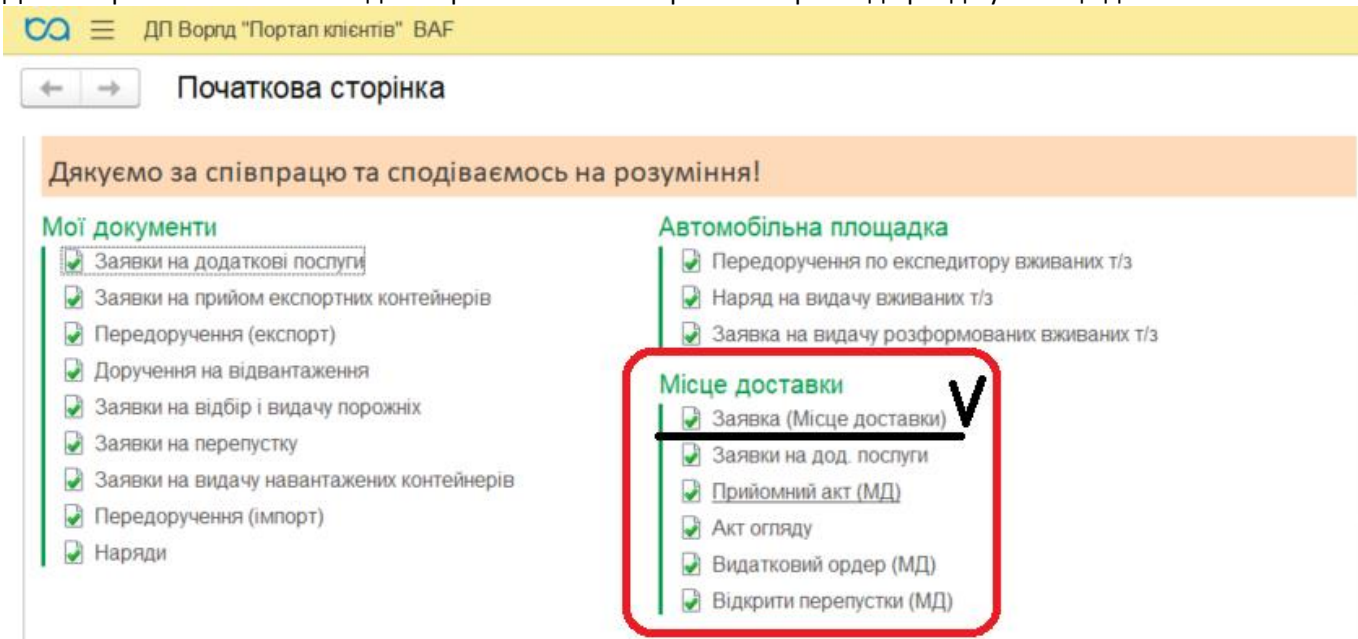 ДП Ворлд "Портал клієнтів" BAF
Початкова сторінка
Дякуємо за співпрацю та сподіваємось на розуміння!
Мої документи
Заявки на додаткові послуги
Заявки на прийом експортних контейнерів
Передоручення (експорт)
Доручення на відвантаження
Заявки на відбір і видачу порожніх
Заявки на перепустку
Заявки на видачу навантажених контейнерів
Передоручення (імпорт)
Наряди
Автомобільна площадка
Передоручення по експедитору вживаних т/з
Наряд на видачу вживаних т/з
Заявка на видачу розформованих вживаних т/з
Місце доставки
Заявка (Місце доставки) V
Заявки на дод. послуги
Прийомний акт (МД)
Акт огляду
Видатковий ордер (МД)
Відкрити перепустки (МД)